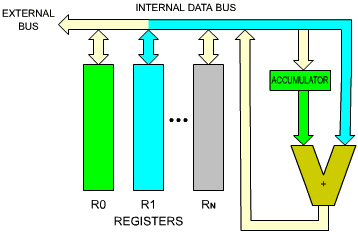 INTERNAL DATA BUS
EXTERNAL
BUS
ACCUMULATOR
+
R0 R1 RN
REGISTERS